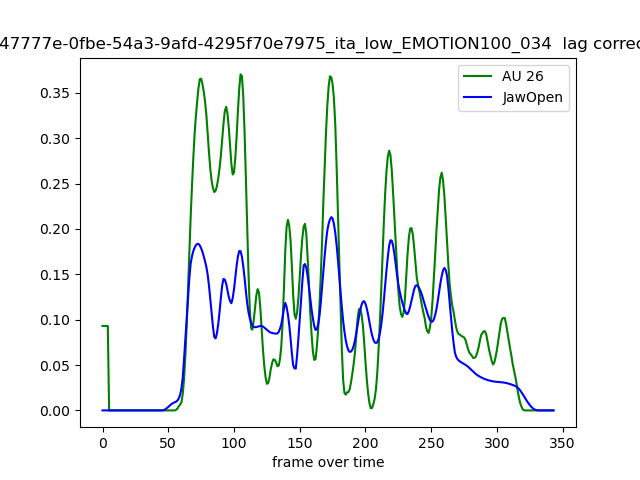 47777e-0fbe-54a3-9afd-4295f70e7975_ita_low_EMOTION100_034  lag correc
AU 26
JawOpen
0.35
0.30
0.25
0.20
0.15
0.10
0.05
0.00
0 50 100 150 200 250 300 350
frame over time